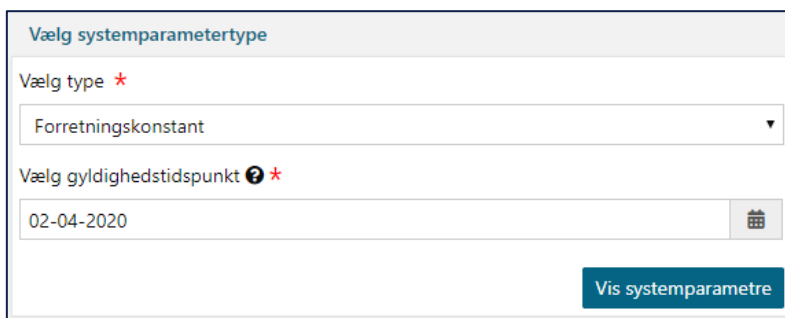 Vælg systemparametertype
Vælg type *
Forretningskonstant
Vælg gyldighedstidspunkt ? *
02-04-2020
Vis systemparametre